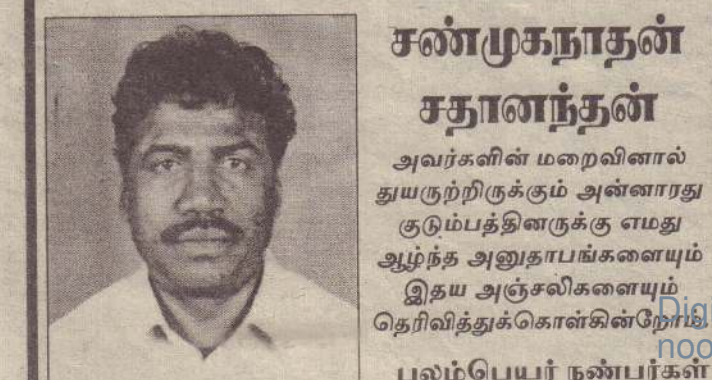 சண்முகநாதன்
சதானந்தன்
அவர்களின் மறைவினால்
துயருற்றிருக்கும் அன்னாரது
குடும்பத்தினருக்கு எமது
ஆழ்ந்த அனுதாபங்களையும்
இதய அஞ்சலிகளையும்
தெரிவித்துக்கொள்கின்றோம்.
புலம்பெயர் நண்பர்கள்